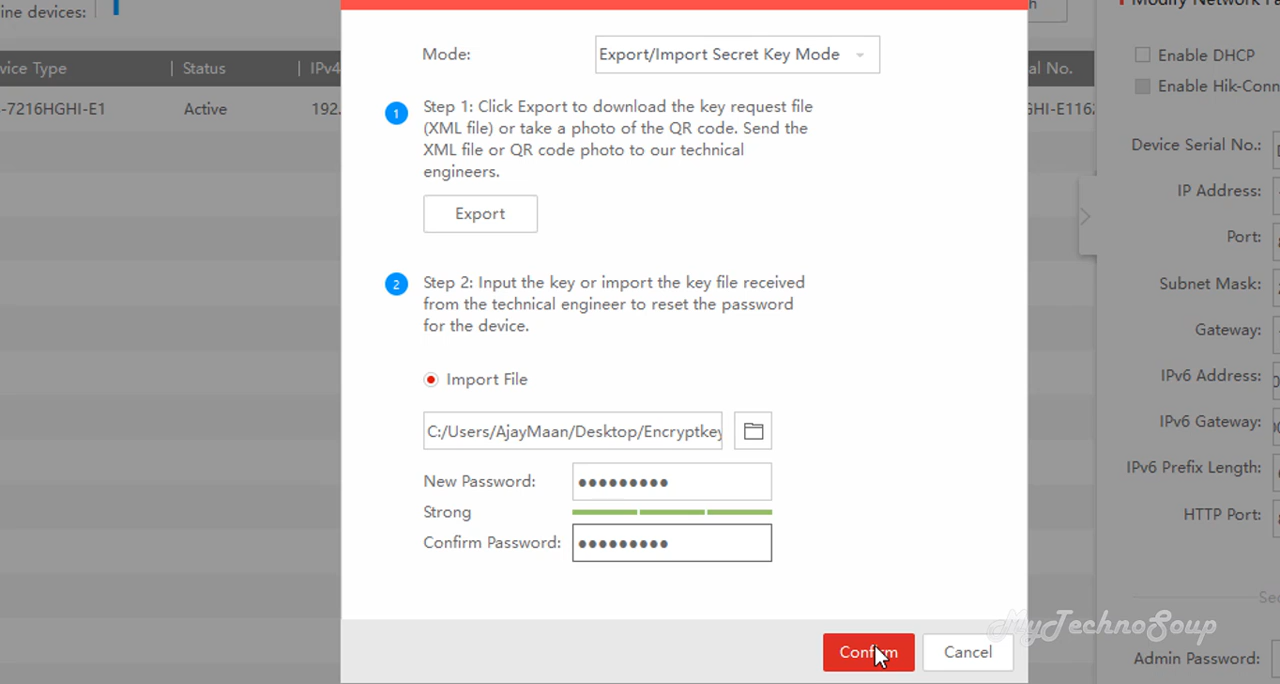 ine devices:
vice Type | Status | IPv4
-7216HGHI-E1 Active 192.
Mode: Export/Import Secret Key Mode
1 Step 1: Click Export to download the key request file
(XML file) or take a photo of the QR code. Send the
XML file or QR code photo to our technical
engineers.
Export
2 Step 2: Input the key or import the key file received
from the technical engineer to reset the password
for the device.
Import File
C:/Users/AjayMaan/Desktop/Encryptkey
New Password: ●●●●●●●●●
Strong
Confirm Password: ●●●●●●●●●
Confirm Cancel
al No.
GHI-E1162
Modify Network Pa
Enable DHCP
Enable Hik-Conn
Device Serial No.:
IP Address:
Port:
Subnet Mask:
Gateway:
IPv6 Address:
IPv6 Gateway:
IPv6 Prefix Length:
HTTP Port:
Sec
MyTechnoSoup
Admin Password: